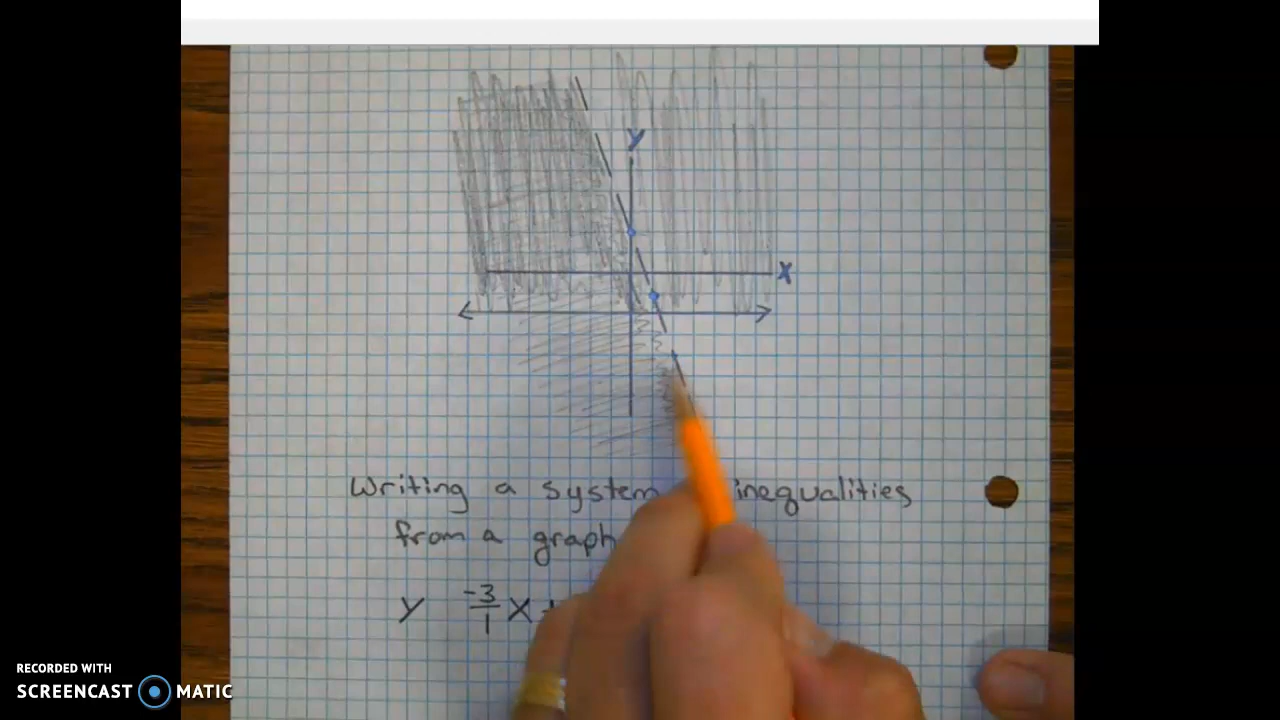 Y
X
Writing a system inequalities
from a graph
Y -3/1 X +
RECORDED WITH
SCREENCAST MATIC